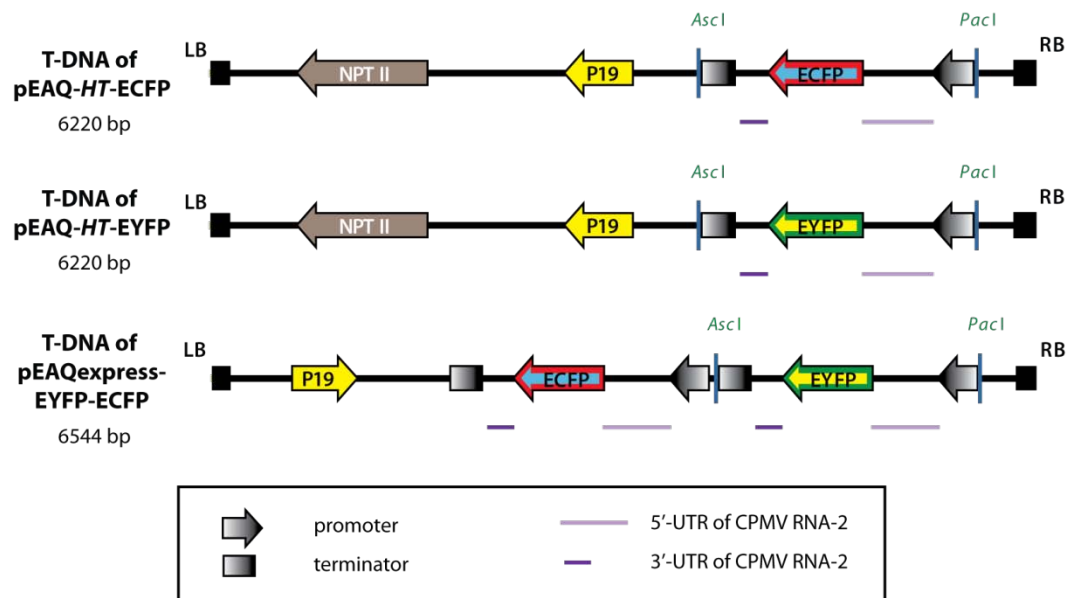 T-DNA of
pEAQ-HT-ECFP
6220 bp
LB
NPT II
P19
AscI
ECFP
PacI
RB
T-DNA of
pEAQ-HT-EYFP
6220 bp
LB
NPT II
P19
AscI
EYFP
PacI
RB
T-DNA of
pEAQexpress-
EYFP-ECFP
6544 bp
LB
P19
ECFP
AscI
EYFP
PacI
RB
promoter
5′-UTR of CPMV RNA-2
terminator
3′-UTR of CPMV RNA-2